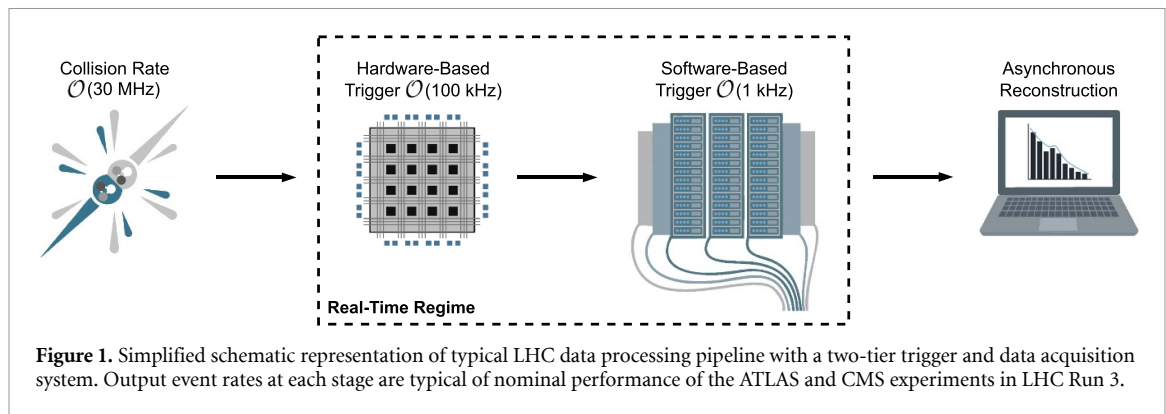 Collision Rate
𝒪(30 MHz)
Hardware-Based
Trigger 𝒪(100 kHz)
Software-Based
Trigger 𝒪(1 kHz)
Asynchronous
Reconstruction
Real-Time Regime
Figure 1. Simplified schematic representation of typical LHC data processing pipeline with a two-tier trigger and data acquisition
system. Output event rates at each stage are typical of nominal performance of the ATLAS and CMS experiments in LHC Run 3.